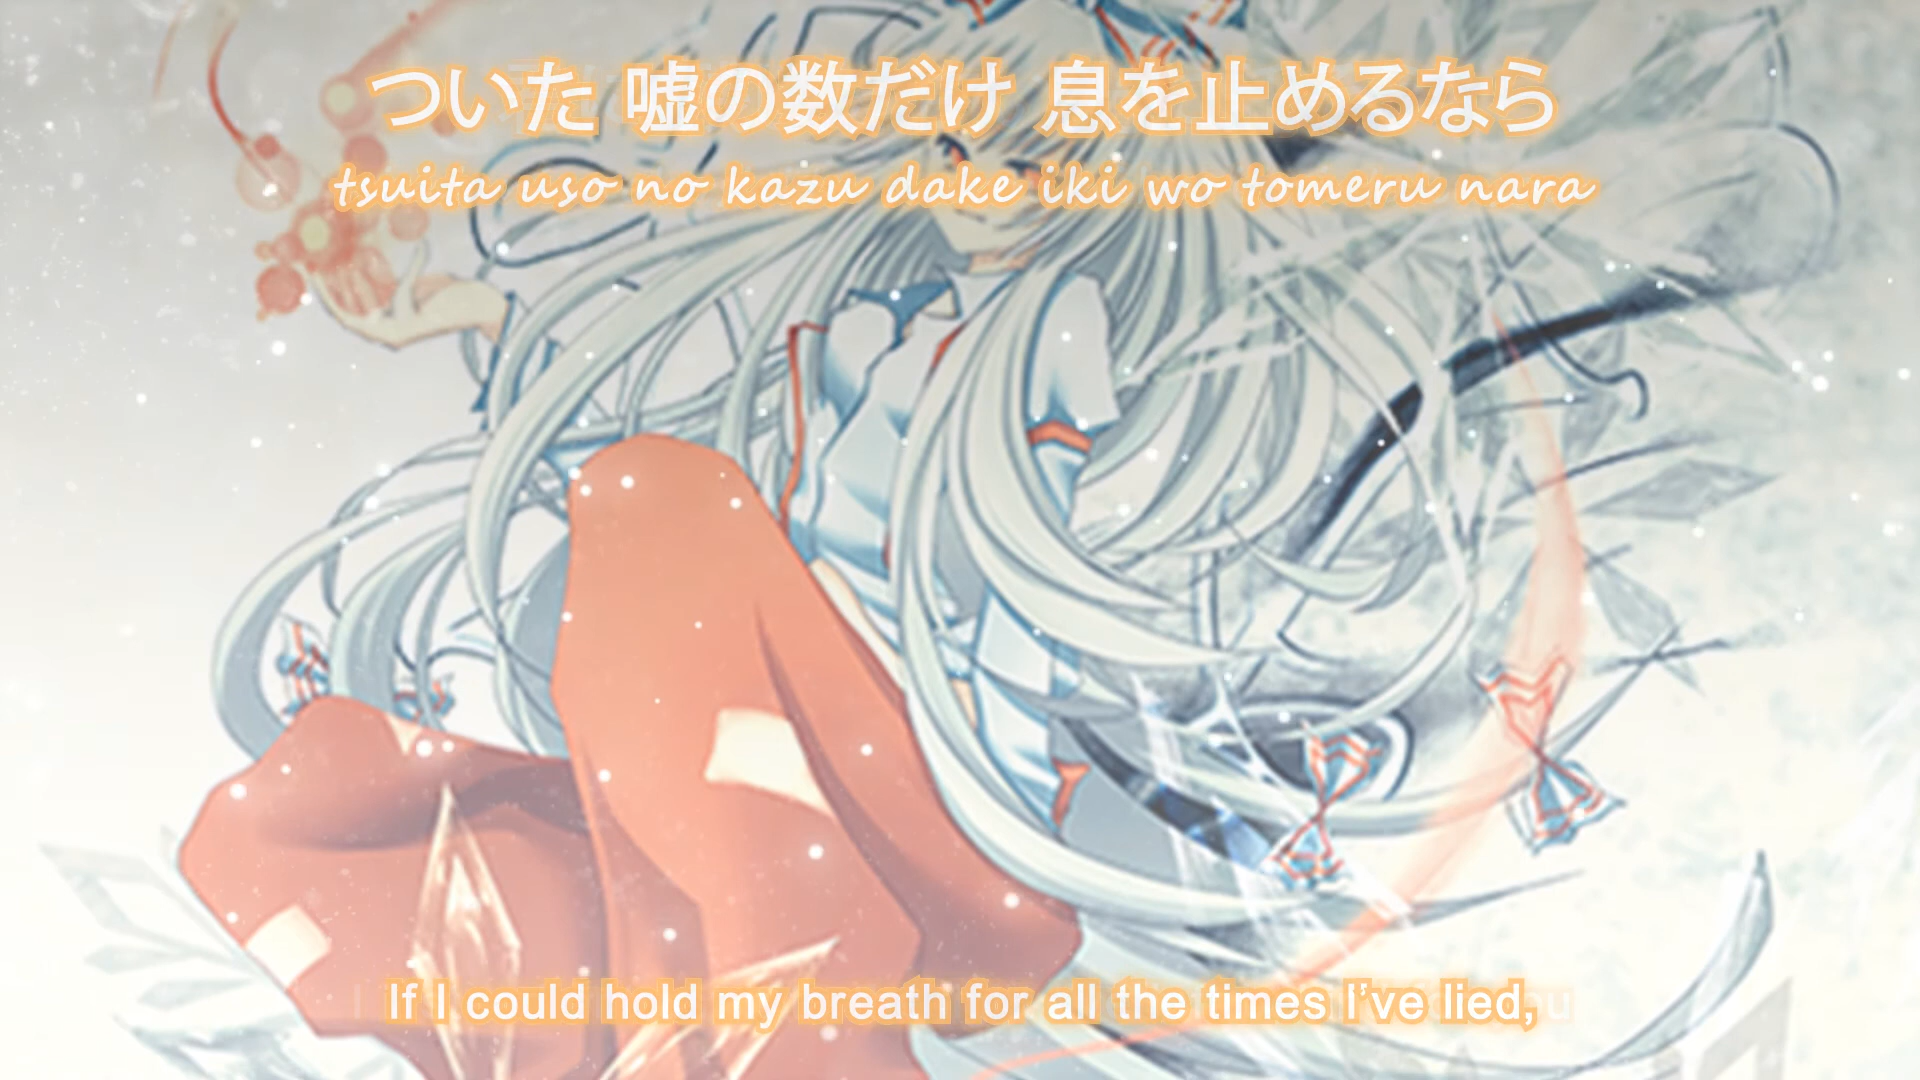 ついた 嘘の数だけ 息を止めるなら
tsuita uso no kazu dake iki wo tomeru nara
If I could hold my breath for all the times I've lied,